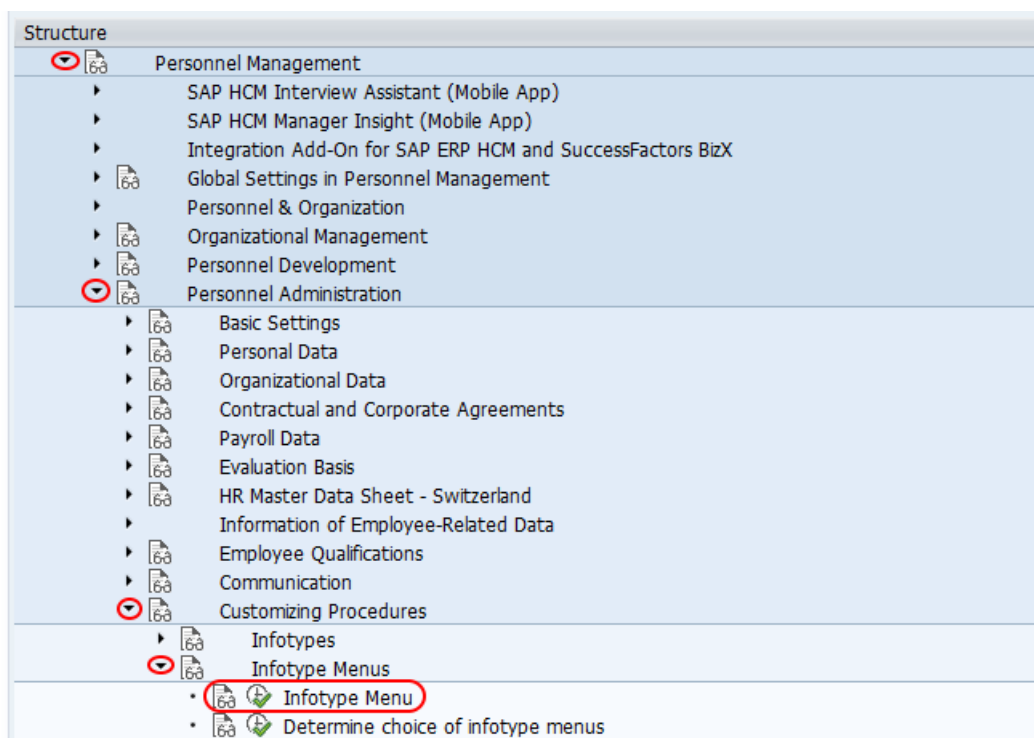 Structure
Personnel Management
SAP HCM Interview Assistant (Mobile App)
SAP HCM Manager Insight (Mobile App)
Integration Add-On for SAP ERP HCM and SuccessFactors BizX
Global Settings in Personnel Management
Personnel & Organization
Organizational Management
Personnel Development
Personnel Administration
Basic Settings
Personal Data
Organizational Data
Contractual and Corporate Agreements
Payroll Data
Evaluation Basis
HR Master Data Sheet - Switzerland
Information of Employee-Related Data
Employee Qualifications
Communication
Customizing Procedures
Infotypes
Infotype Menus
Infotype Menu
Determine choice of infotype menus